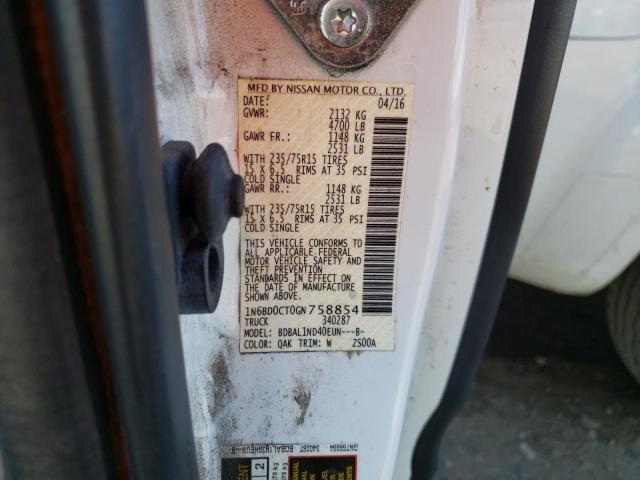 MFD BY NISSAN MOTOR CO., LTD.
DATE: 04/16
GVWR: 2132 KG
4700 LB
GAWR FR.: 1148 KG
2531 LB
WITH 235/75R15 TIRES
15 X 6.5 RIMS AT 35 PSI
COLD SINGLE
GAWR RR.: 1148 KG
2531 LB
WITH 235/75R15 TIRES
15 X 6.5 RIMS AT 35 PSI
COLD SINGLE
THIS VEHICLE CONFORMS TO
ALL APPLICABLE FEDERAL
MOTOR VEHICLE SAFETY AND
THEFT PREVENTION
STANDARDS IN EFFECT ON
THE DATE OF MANUFACTURE
SHOWN ABOVE.
1N6BD0CT0GN758854
TRUCK 340287
MODEL: BDBAL1ND40EUN---B-
COLOR: QAK TRIM: W ZS00A